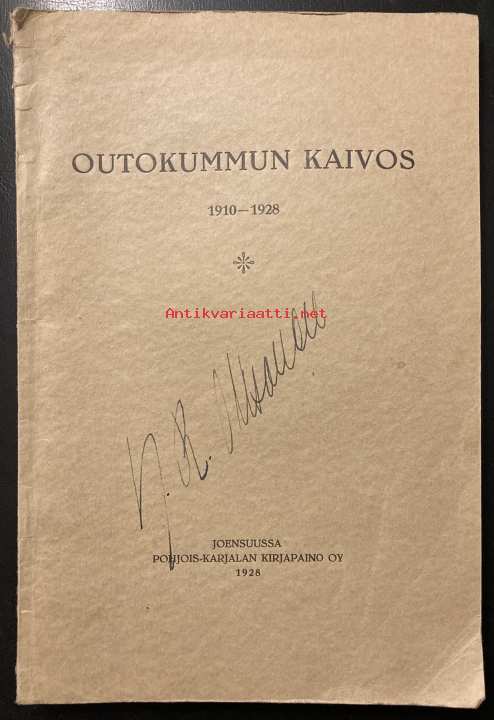 OUTOKUMMUN KAIVOS
1910—1928
Antikvariaatti.net
JOENSUUSSA
POHJOIS-KARJALAN KIRJAPAINO OY
1928